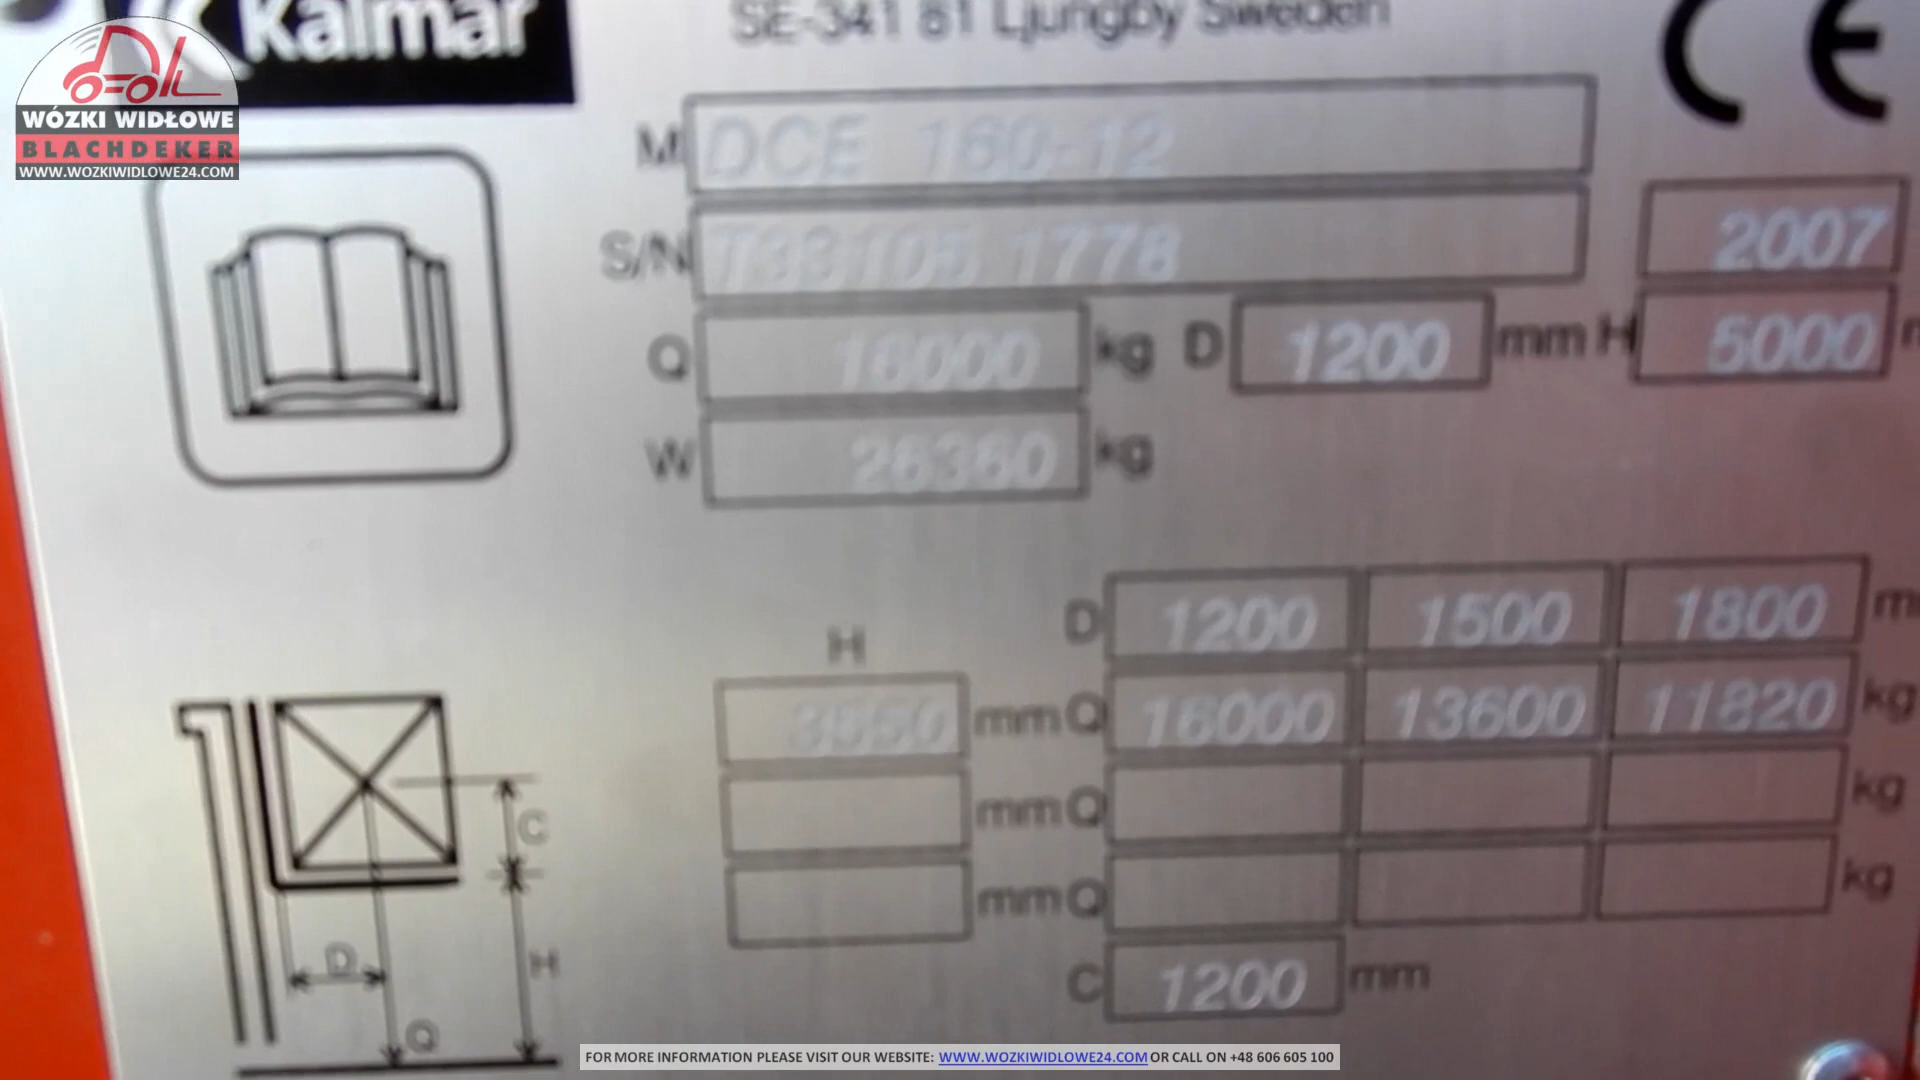 Kalmar
SE-341 81 Ljungby Sweden
CE
WÓZKI WIDŁOWE
BLACHDEKER
WWW.WOZKIWIDLOWE24.COM
M DCE 160-12
S/N T33105 1778 2007
Q 16000 kg D 1200 mm H 5000
W 26360 kg
H D 1200 1500 1800 m
mm Q 16000 13600 11820 kg
mm Q kg
mm Q kg
C 1200 mm
C
D
H
Q
FOR MORE INFORMATION PLEASE VISIT OUR WEBSITE: WWW.WOZKIWIDLOWE24.COM OR CALL ON +48 606 605 100